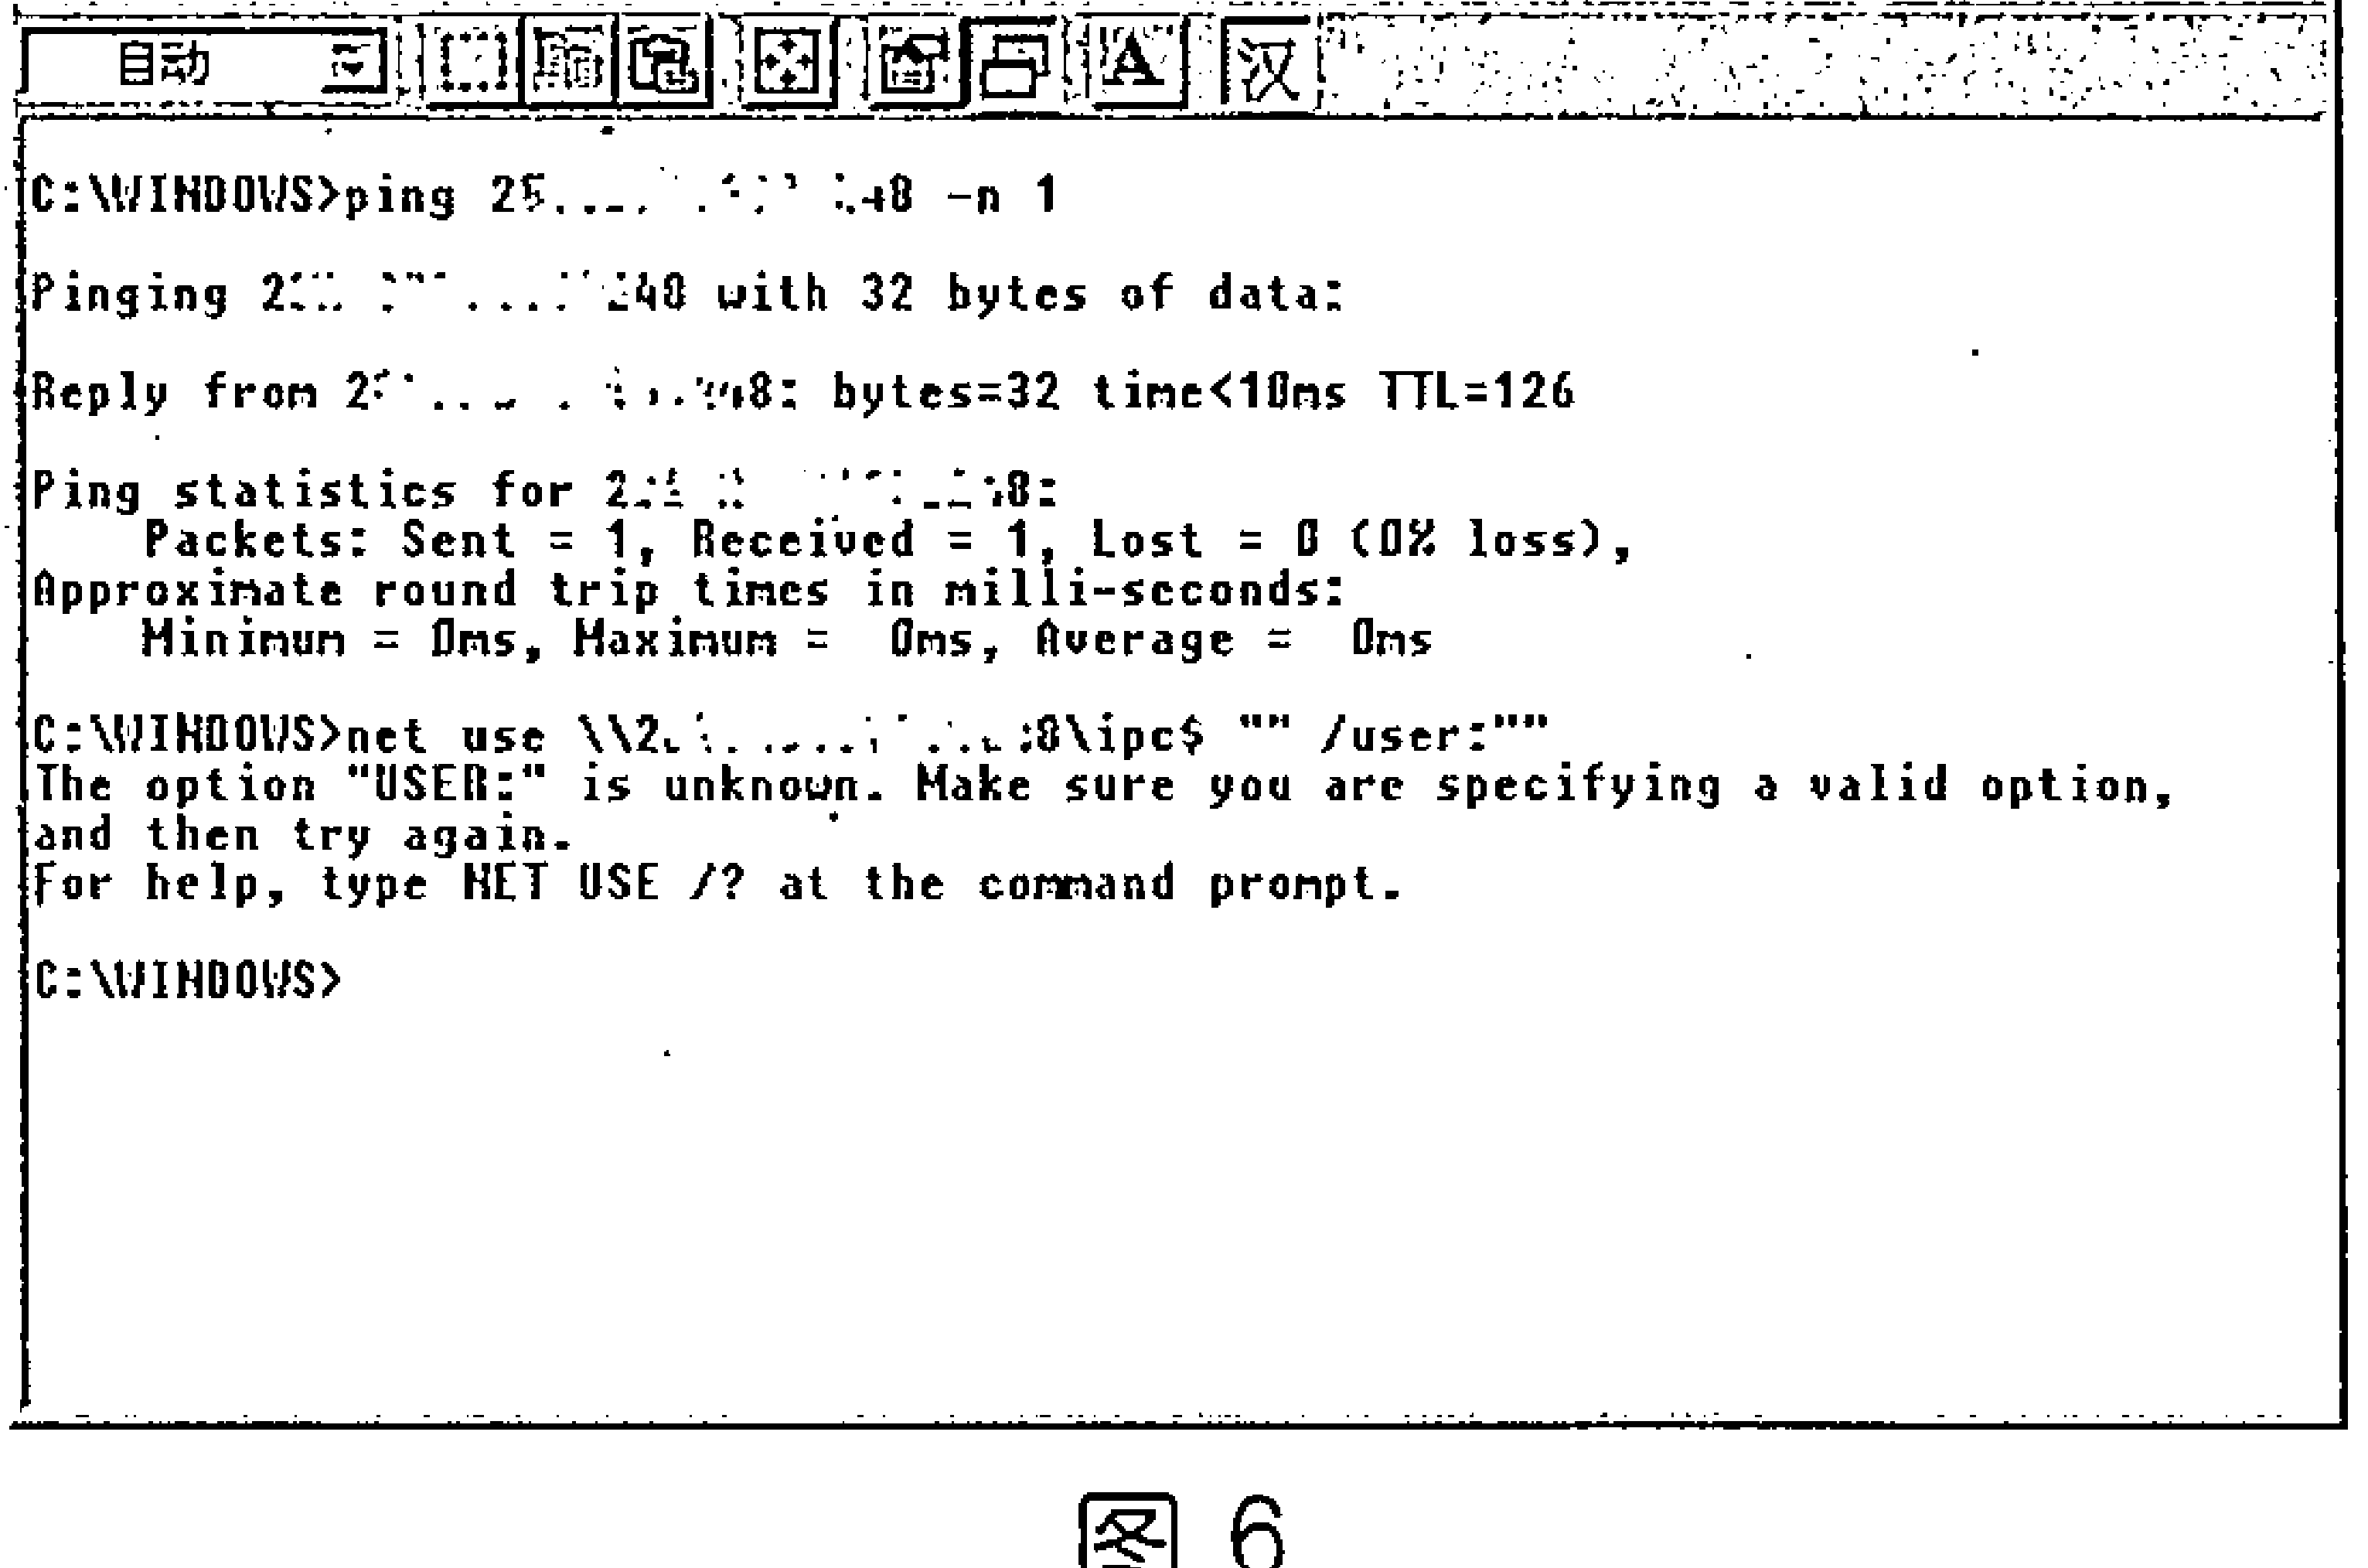 自动 A 汉
C:\WINDOWS>ping -n 1
Pinging with 32 bytes of data:
Reply from bytes=32 time<10ms TTL=126
Ping statistics for
Packets: Sent = 1, Received = 1, Lost = 0 (0% loss),
Approximate round trip times in milli-seconds:
Minimum = 0ms, Maximum = 0ms, Average = 0ms
C:\WINDOWS>net use "" /user:""
The option "USER:" is unknown. Make sure you are specifying a valid option,
and then try again.
For help, type NET USE /? at the command prompt.
C:\WINDOWS>
图 6